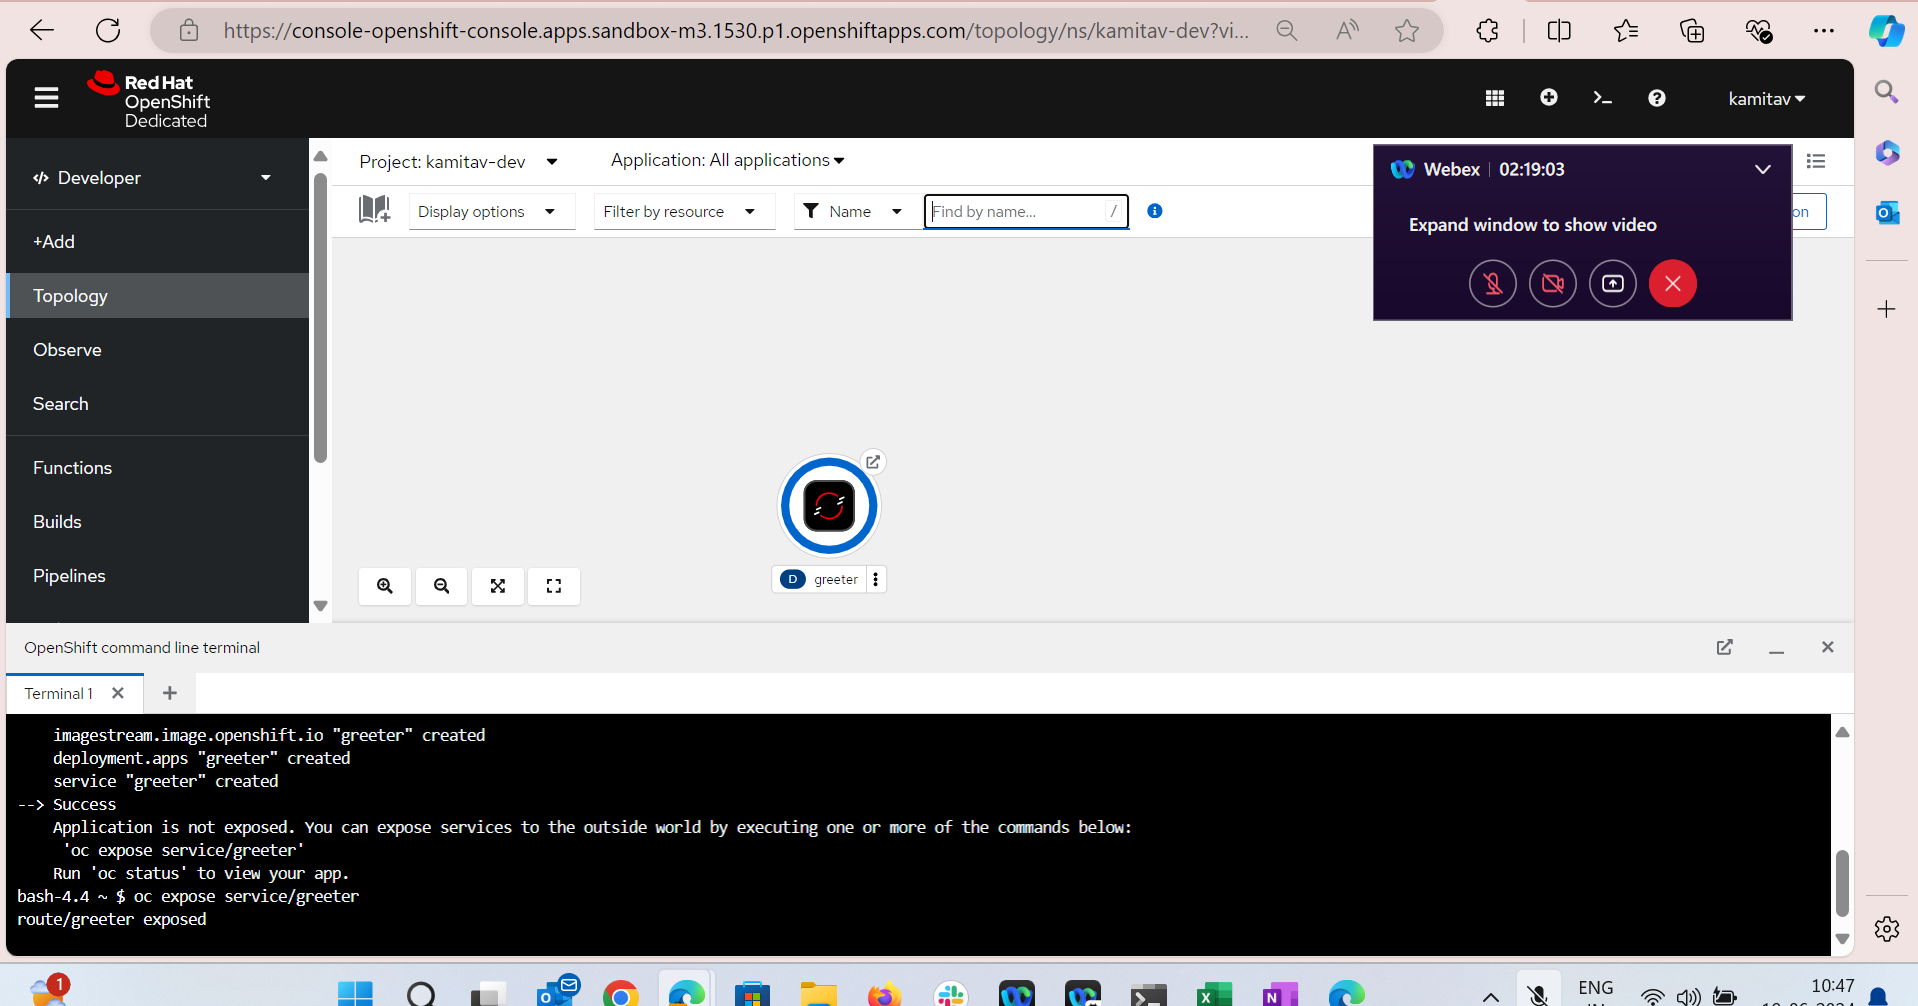 https://console-openshift-console.apps.sandbox-m3.1530.p1.openshiftapps.com/topology/ns/kamitav-dev?vi...
Red Hat
OpenShift
Dedicated
kamitav
Developer
+Add
Topology
Observe
Search
Functions
Builds
Pipelines
Project: kamitav-dev
Application: All applications
Display options
Filter by resource
Name
Find by name...
/
on
Webex
02:19:03
Expand window to show video
D
greeter
OpenShift command line terminal
Terminal 1
imagestream.image.openshift.io "greeter" created
deployment.apps "greeter" created
service "greeter" created
--> Success
Application is not exposed. You can expose services to the outside world by executing one or more of the commands below:
'oc expose service/greeter'
Run 'oc status' to view your app.
bash-4.4 ~ $ oc expose service/greeter
route/greeter exposed
1
ENG
10:47